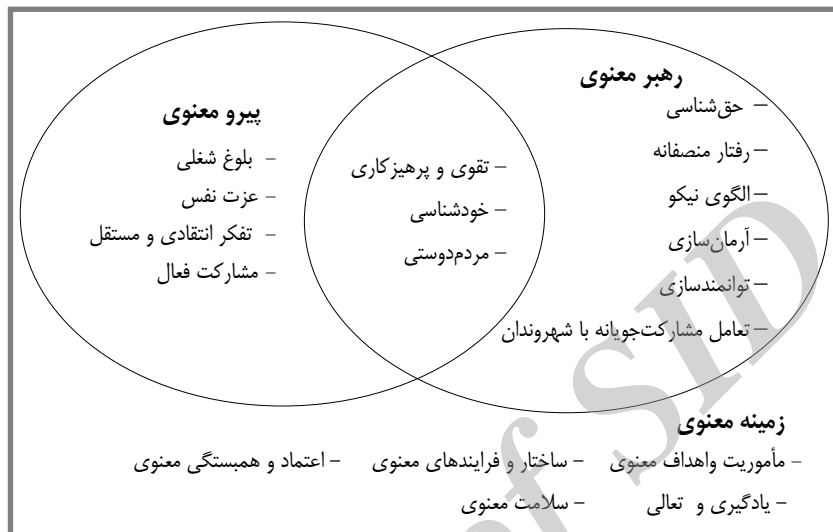 رهبر معنوی
– حق‌شناسی
– رفتار منصفانه
– الگوی نیکو
– آرمان‌سازی
– توانمندسازی
– تعامل مشارکت‌جویانه با شهروندان
– تقوی و پرهیزکاری
– خودشناسی
– مردم‌دوستی
پیرو معنوی
- بلوغ شغلی
- عزت نفس
- تفکر انتقادی و مستقل
- مشارکت فعال
زمینه معنوی
- مأموریت واهداف معنوی – ساختار و فرایندهای معنوی – اعتماد و همبستگی معنوی
– یادگیری و تعالی – سلامت معنوی
of SID